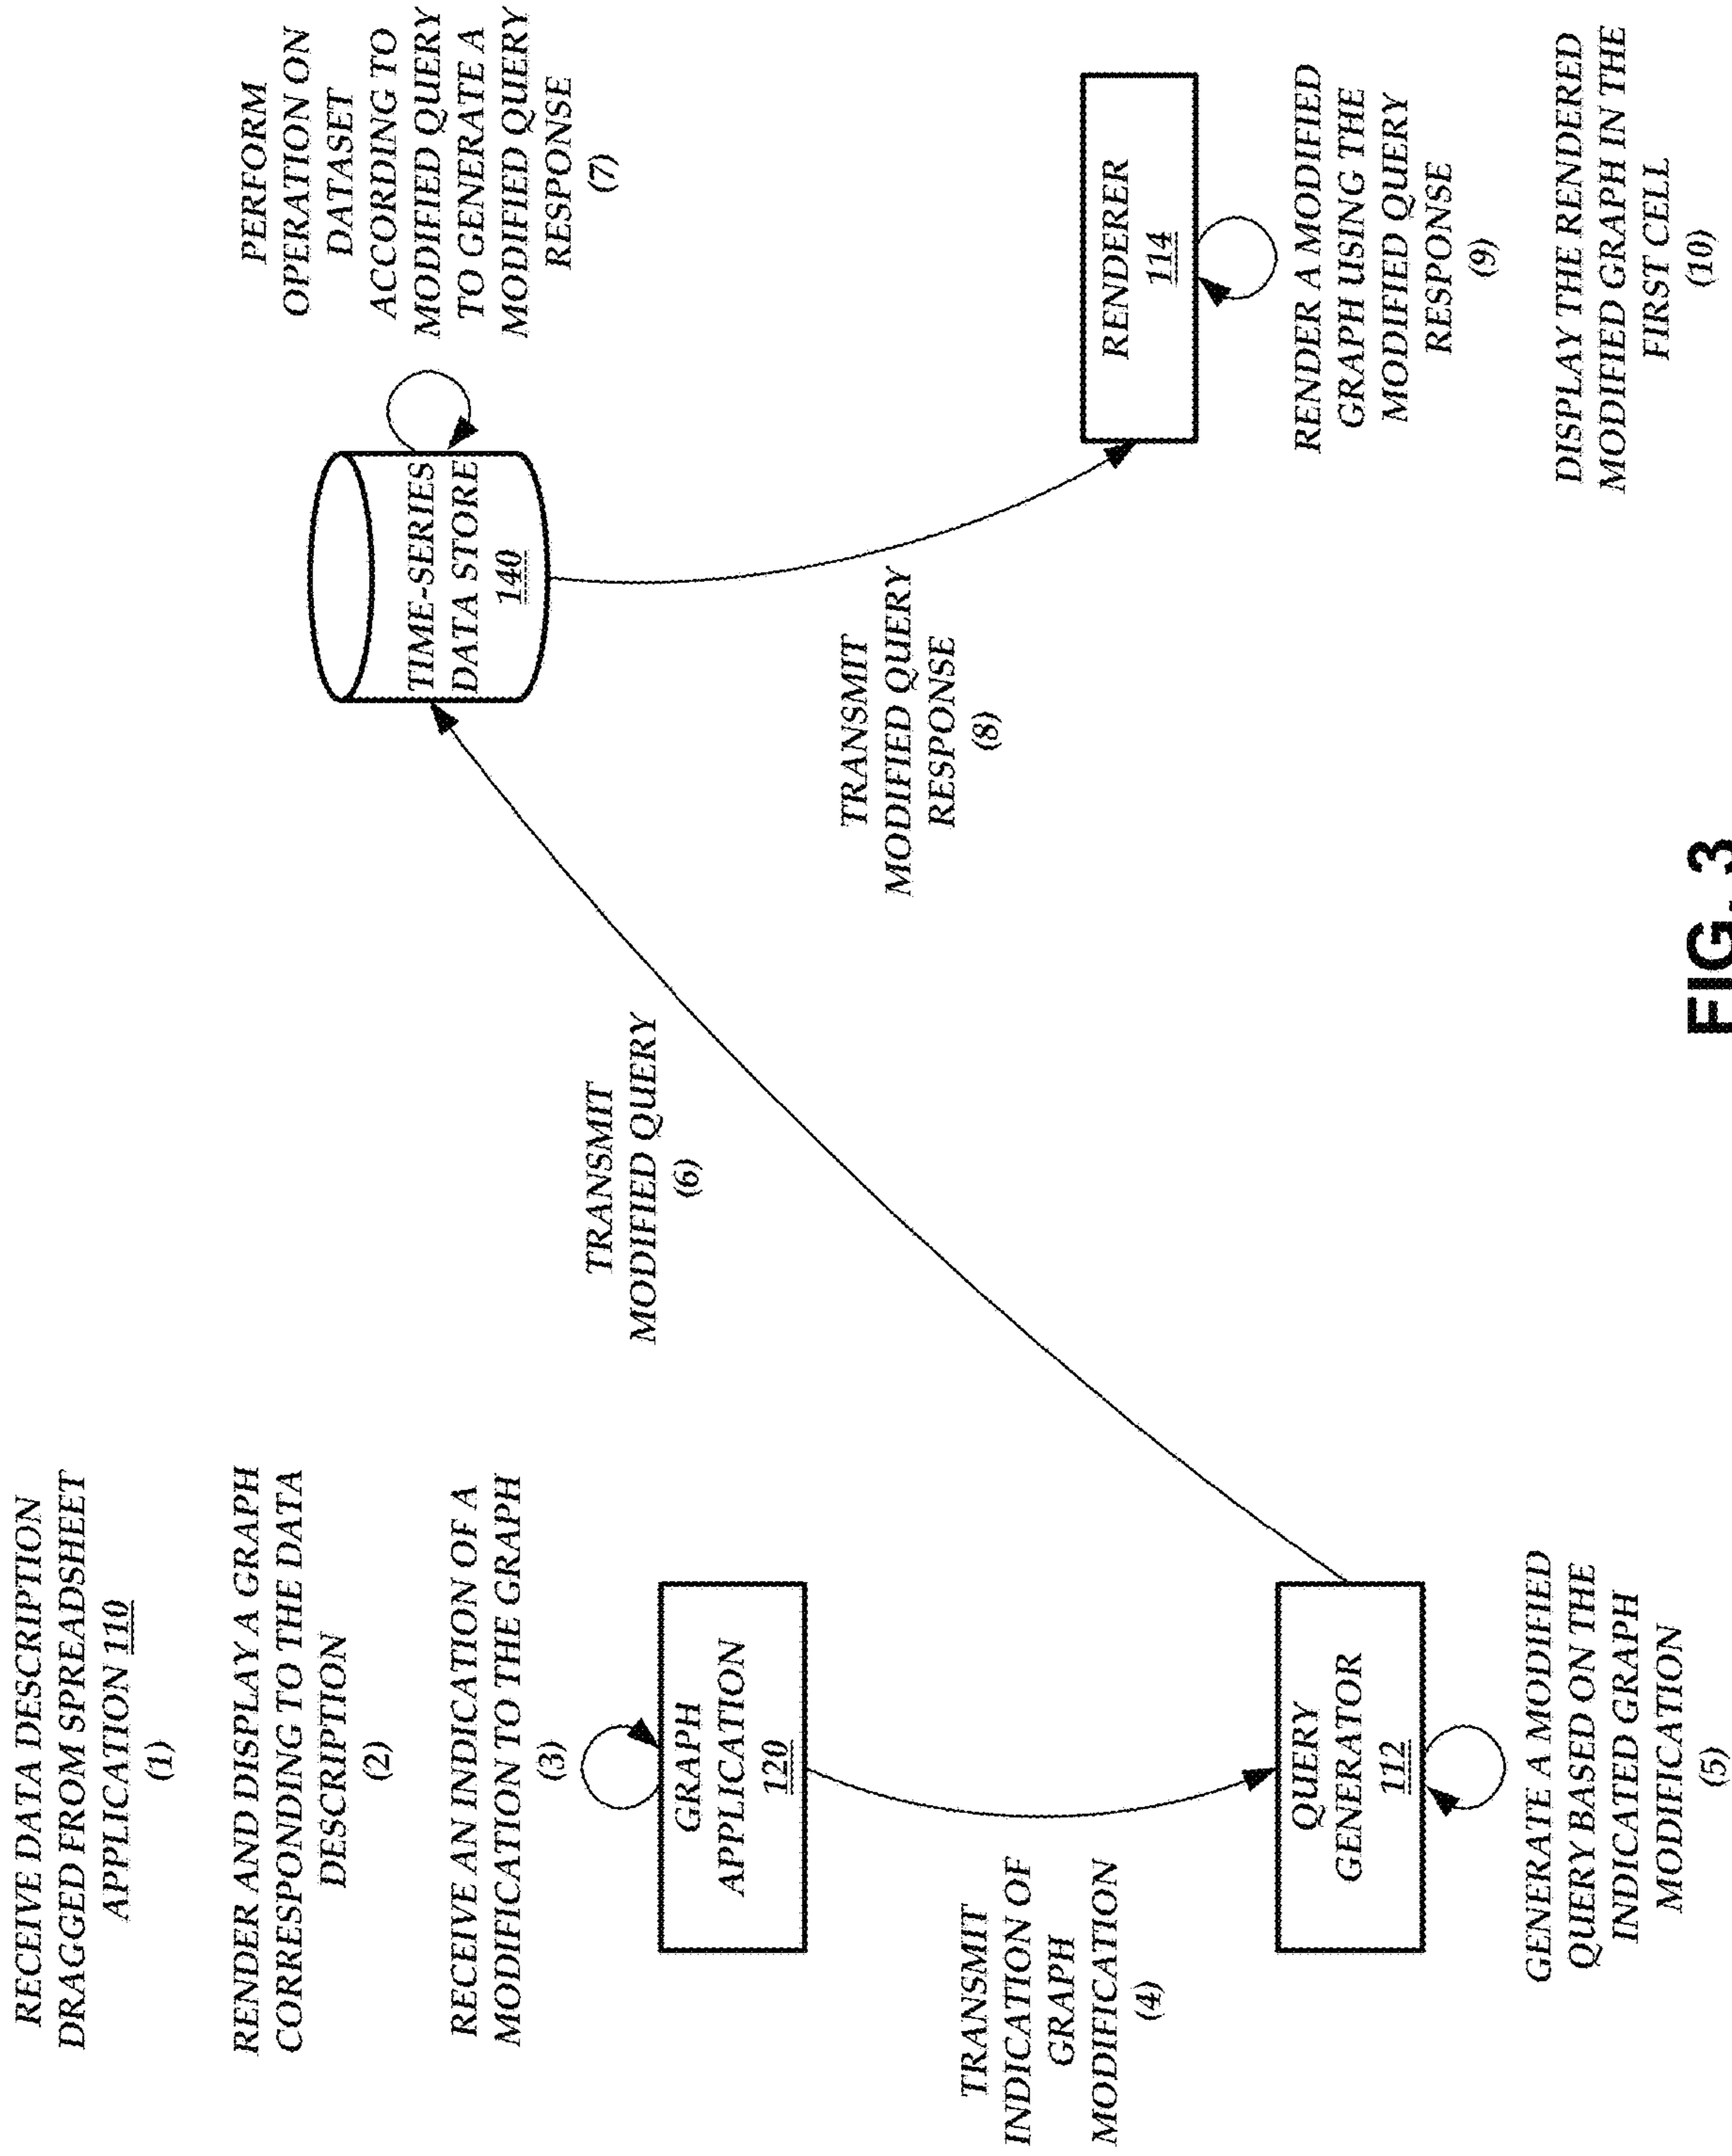 RECEIVE DATA DESCRIPTION
DRAGGED FROM SPREADSHEET
APPLICATION 110
(1)
RENDER AND DISPLAY A GRAPH
CORRESPONDING TO THE DATA
DESCRIPTION
(2)
RECEIVE AN INDICATION OF A
MODIFICATION TO THE GRAPH
(3)
GRAPH
APPLICATION
120
TRANSMIT
INDICATION OF
GRAPH
MODIFICATION
(4)
QUERY
GENERATOR
112
GENERATE A MODIFIED
QUERY BASED ON THE
INDICATED GRAPH
MODIFICATION
(5)
TRANSMIT
MODIFIED QUERY
(6)
TIME-SERIES
DATA STORE
140
PERFORM
OPERATION ON
DATASET
ACCORDING TO
MODIFIED QUERY
TO GENERATE A
MODIFIED QUERY
RESPONSE
(7)
TRANSMIT
MODIFIED QUERY
RESPONSE
(8)
RENDERER
114
RENDER A MODIFIED
GRAPH USING THE
MODIFIED QUERY
RESPONSE
(9)
DISPLAY THE RENDERED
MODIFIED GRAPH IN THE
FIRST CELL
(10)
FIG. 3